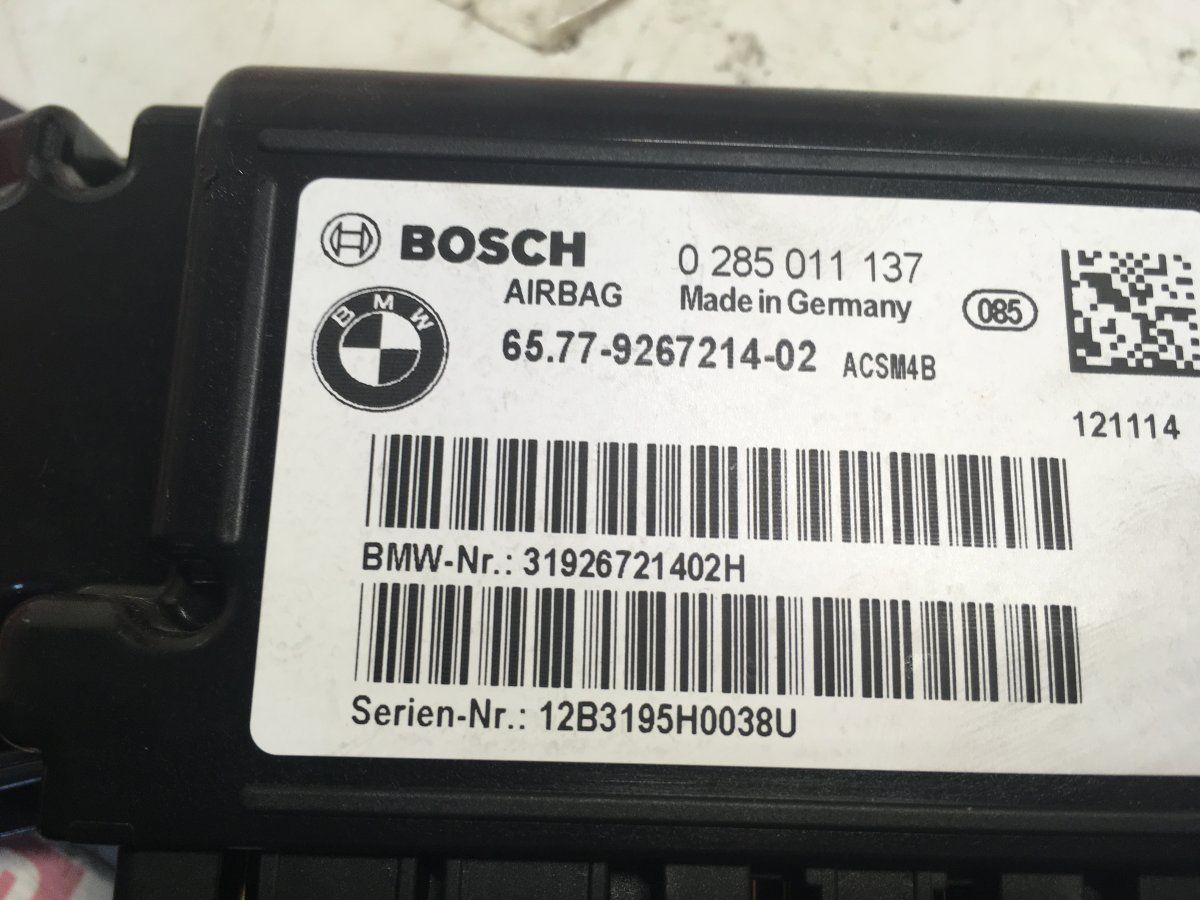 BOSCH 0 285 011 137
AIRBAG Made in Germany 085
BMW
65.77-9267214-02 ACSM4B
121114
BMW-Nr.: 31926721402H
Serien-Nr.: 12B3195H0038U